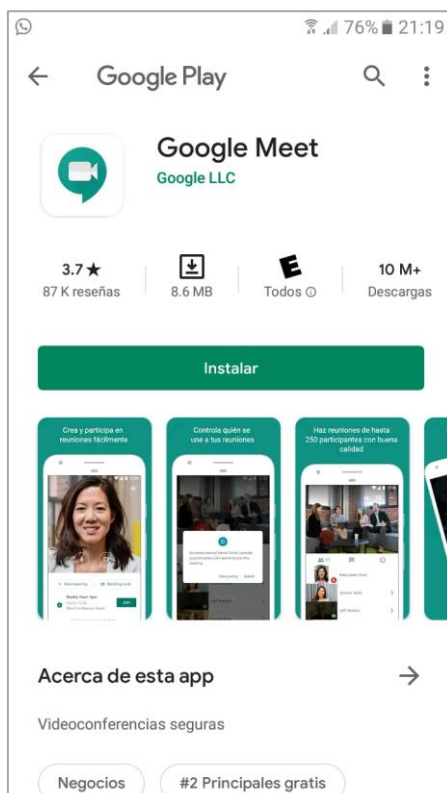 76% 21:19
Google Play
Google Meet
Google LLC
3.7★
87 K reseñas
8.6 MB
E
Todos
10 M+
Descargas
Instalar
Crea y participa en
reuniones fácilmente
Controla quién se
une a tus reuniones
Haz reuniones de hasta
250 participantes con buena
calidad
Acerca de esta app
Videoconferencias seguras
Negocios
#2 Principales gratis